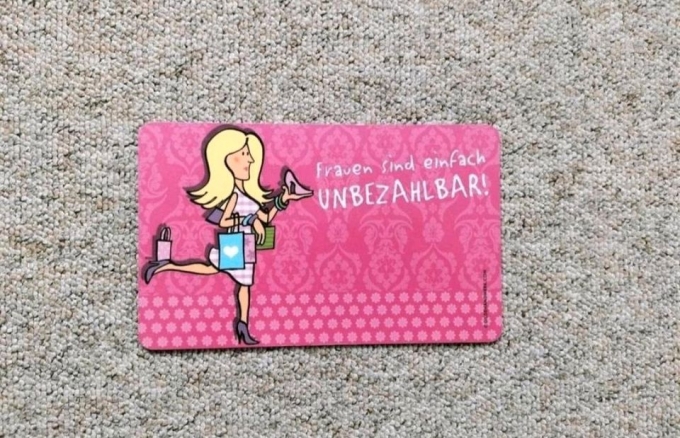 Frauen sind einfach
UNBEZAHLBAR!